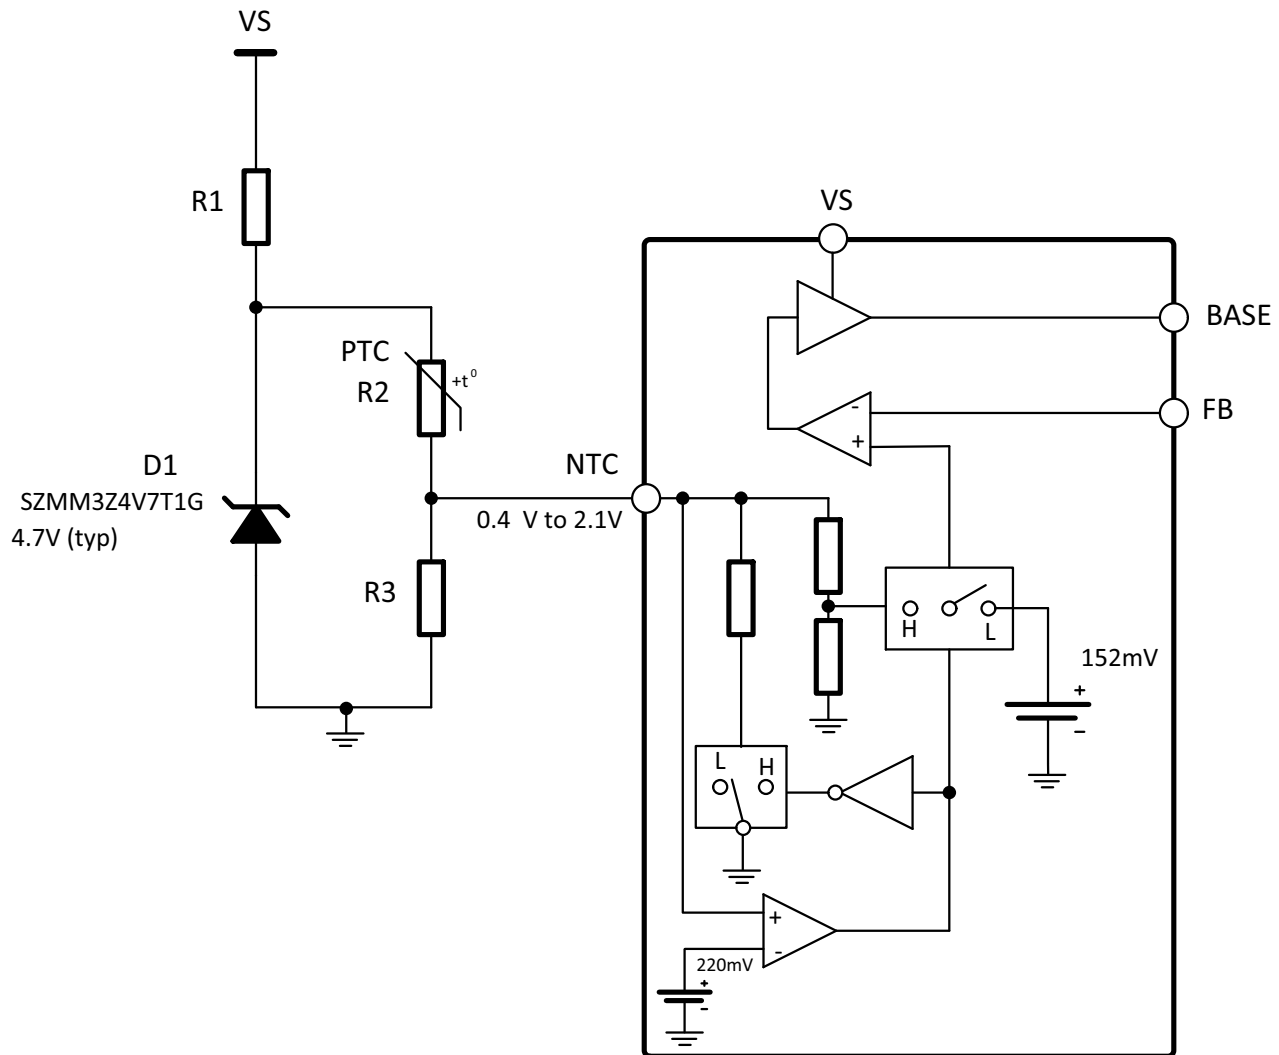 VS
R1
VS
BASE
PTC
R2
+t⁰
-
FB
+
D1
NTC
SZMM3Z4V7T1G
0.4 V to 2.1V
4.7V (typ)
R3
H
L
152mV
+
-
L
H
+
-
220mV
+
-